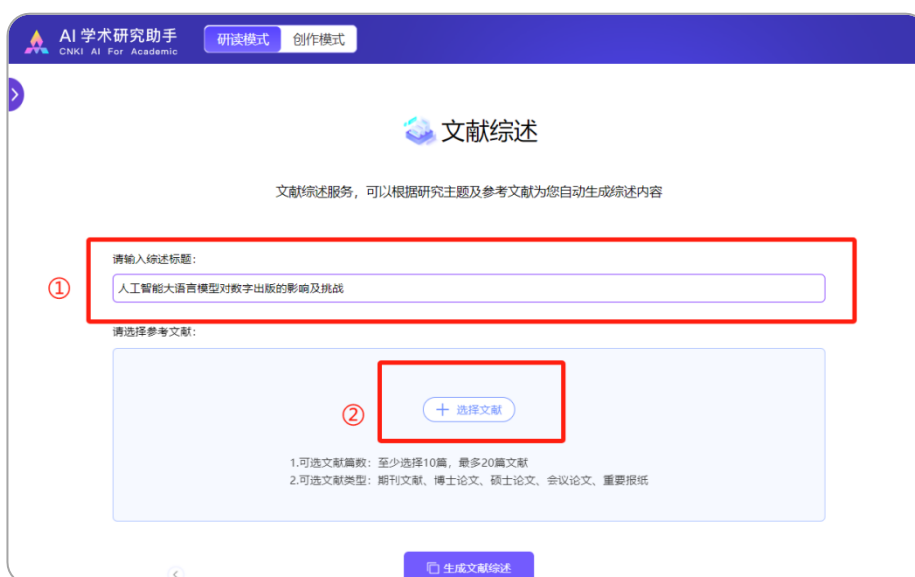 AI 学术研究助手
CNKI AI For Academic
研读模式
创作模式
文献综述
文献综述服务，可以根据研究主题及参考文献为您自动生成综述内容
请输入综述标题：
①
人工智能大语言模型对数字出版的影响及挑战
请选择参考文献：
②
+ 选择文献
1.可选文献篇数：至少选择10篇，最多20篇文献
2.可选文献类型：期刊文献、博士论文、硕士论文、会议论文、重要报纸
生成文献综述